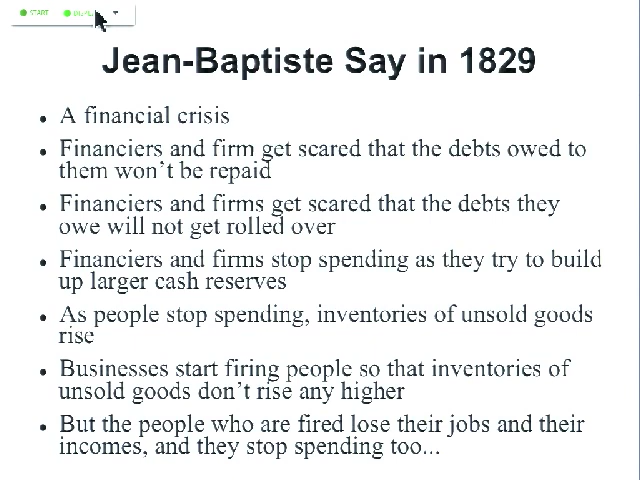 START
Jean-Baptiste Say in 1829
• A financial crisis
• Financiers and firm get scared that the debts owed to
them won't be repaid
• Financiers and firms get scared that the debts they
owe will not get rolled over
• Financiers and firms stop spending as they try to build
up larger cash reserves
• As people stop spending, inventories of unsold goods
rise
• Businesses start firing people so that inventories of
unsold goods don't rise any higher
• But the people who are fired lose their jobs and their
incomes, and they stop spending too...